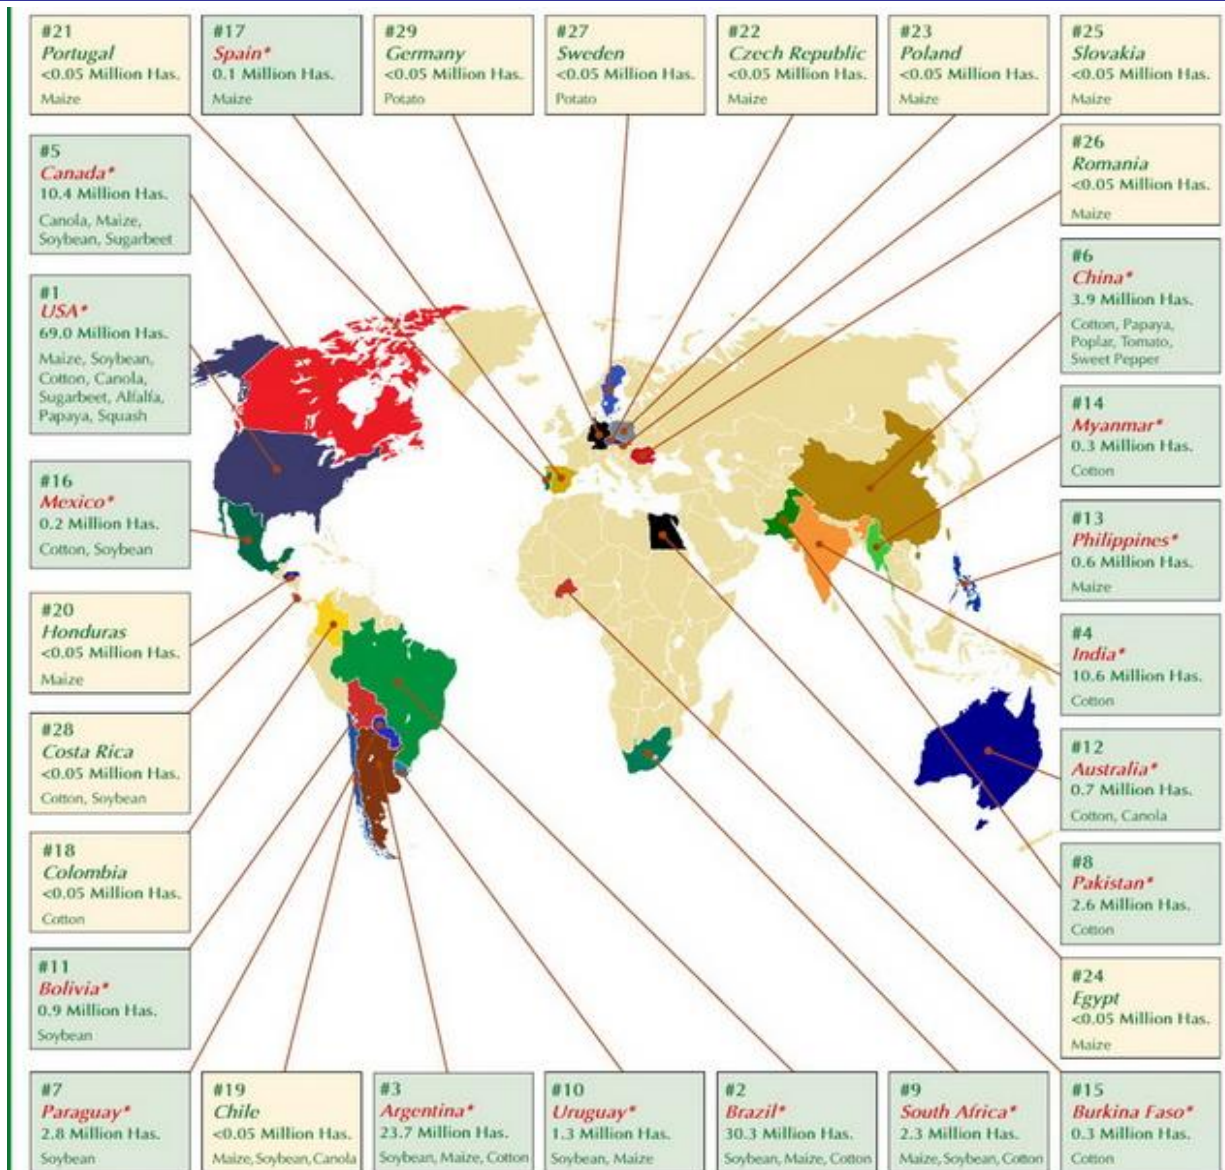 #21
Portugal
<0.05 Million Has.
Maize
#17
Spain*
0.1 Million Has.
Maize
#29
Germany
<0.05 Million Has.
Potato
#27
Sweden
<0.05 Million Has.
Potato
#22
Czech Republic
<0.05 Million Has.
Maize
#23
Poland
<0.05 Million Has.
Maize
#25
Slovakia
<0.05 Million Has.
Maize
#5
Canada*
10.4 Million Has.
Canola, Maize,
Soybean, Sugarbeet
#1
USA*
69.0 Million Has.
Maize, Soybean,
Cotton, Canola,
Sugarbeet, Alfalfa,
Papaya, Squash
#16
Mexico*
0.2 Million Has.
Cotton, Soybean
#20
Honduras
<0.05 Million Has.
Maize
#28
Costa Rica
<0.05 Million Has.
Cotton, Soybean
#18
Colombia
<0.05 Million Has.
Cotton
#11
Bolivia*
0.9 Million Has.
Soybean
#26
Romania
<0.05 Million Has.
Maize
#6
China*
3.9 Million Has.
Cotton, Papaya,
Poplar, Tomato,
Sweet Pepper
#14
Myanmar*
0.3 Million Has.
Cotton
#13
Philippines*
0.6 Million Has.
Maize
#4
India*
10.6 Million Has.
Cotton
#12
Australia*
0.7 Million Has.
Cotton, Canola
#8
Pakistan*
2.6 Million Has.
Cotton
#24
Egypt
<0.05 Million Has.
Maize
#7
Paraguay*
2.8 Million Has.
Soybean
#19
Chile
<0.05 Million Has.
Maize, Soybean, Canola
#3
Argentina*
23.7 Million Has.
Soybean, Maize, Cotton
#10
Uruguay*
1.3 Million Has.
Soybean, Maize
#2
Brazil*
30.3 Million Has.
Soybean, Maize, Cotton
#9
South Africa*
2.3 Million Has.
Maize, Soybean, Cotton
#15
Burkina Faso*
0.3 Million Has.
Cotton